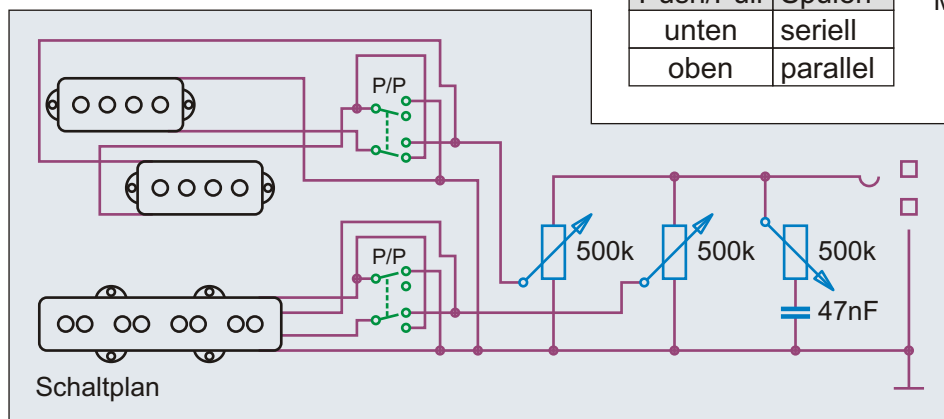 Push/Pull Spulen
unten seriell
oben parallel
M
P/P
P/P
500k
500k
500k
47nF
Schaltplan